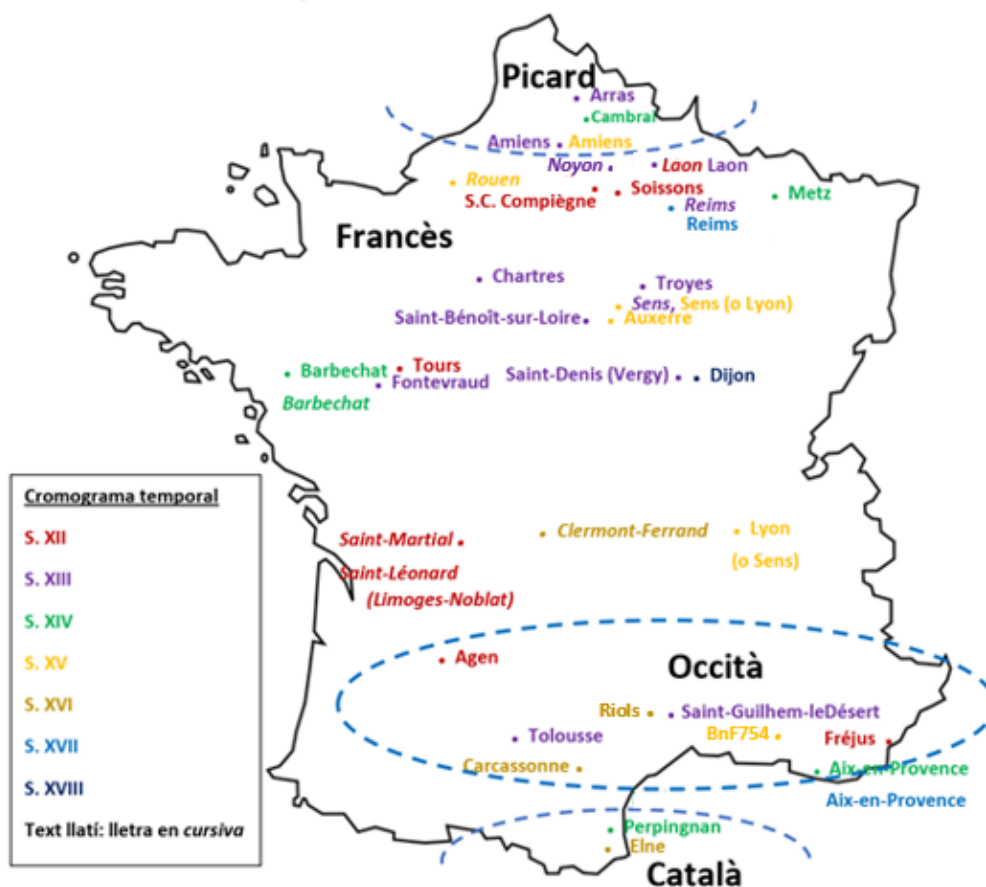 Picard
Arras
Cambrai
Amiens Amiens
Noyon Laon Laon
Rouen
S.C. Compiègne Soissons
Metz
Reims
Reims
Francès
Chartres
Troyes
Sens, Sens (o Lyon)
Saint-Bénoît-sur-Loire Auxerre
Barbechat Tours
Fontevraud Saint-Denis (Vergy) Dijon
Barbechat
Cromograma temporal
S. XII
S. XIII
S. XIV
S. XV
S. XVI
S. XVII
S. XVIII
Text llatí: lletra en cursiva
Saint-Martial
Clermont-Ferrand
Lyon
(o Sens)
Saint-Léonard
(Limoges-Noblat)
Agen
Occità
Riols
Saint-Guilhem-leDésert
BnF754
Tolousse
Fréjus
Carcassonne
Aix-en-Provence
Aix-en-Provence
Perpingnan
Elne
Català